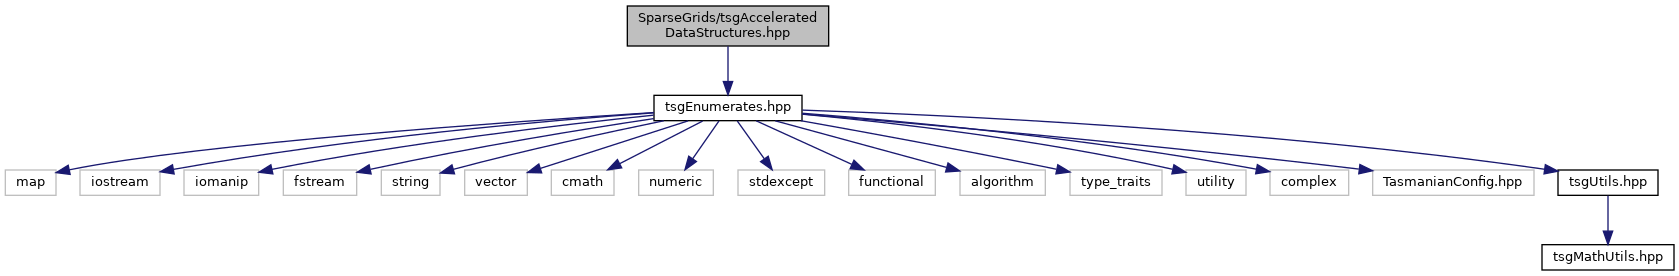 SparseGrids/tsgAccelerated
DataStructures.hpp
tsgEnumerates.hpp
map
iostream
iomanip
fstream
string
vector
cmath
numeric
stdexcept
functional
algorithm
type_traits
utility
complex
TasmanianConfig.hpp
tsgUtils.hpp
tsgMathUtils.hpp